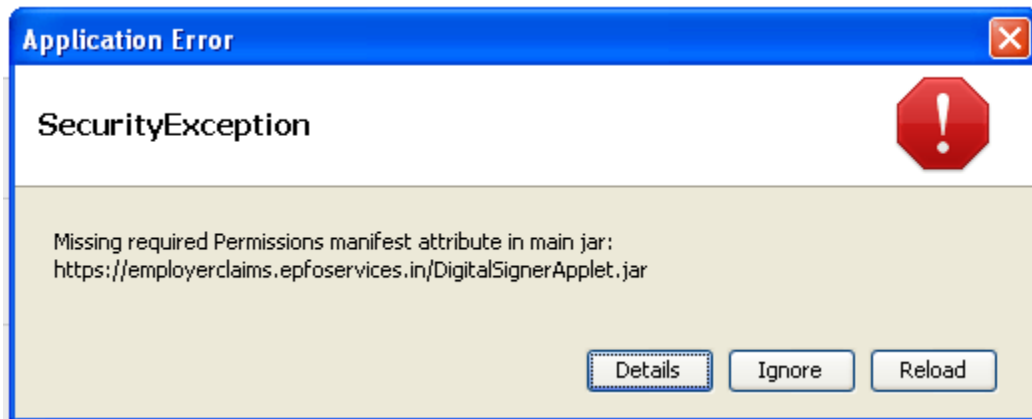 Application Error
SecurityException
Missing required Permissions manifest attribute in main jar:
https://employerclaims.epfoservices.in/DigitalSignerApplet.jar
Details Ignore Reload